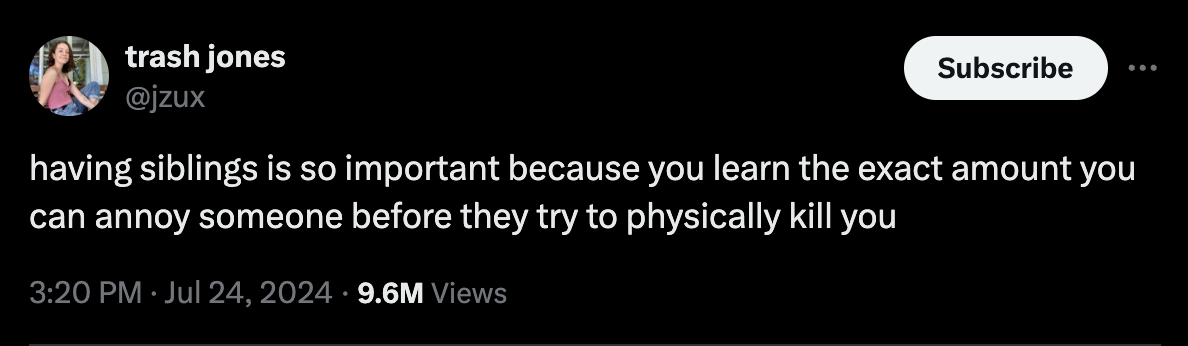 trash jones
@jzux
Subscribe
having siblings is so important because you learn the exact amount you
can annoy someone before they try to physically kill you
3:20 PM · Jul 24, 2024 · 9.6M Views